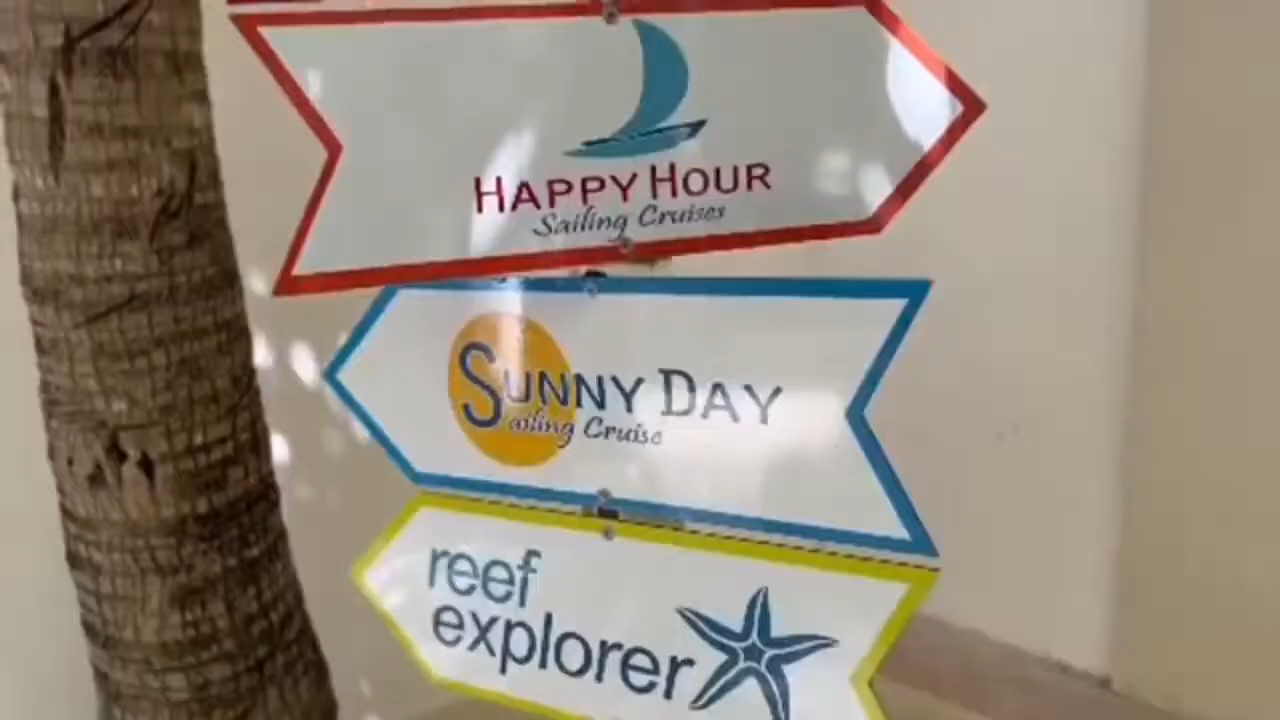 HAPPY HOUR
Sailing Cruises
SUNNY DAY
Sailing Cruise
reef
explorer